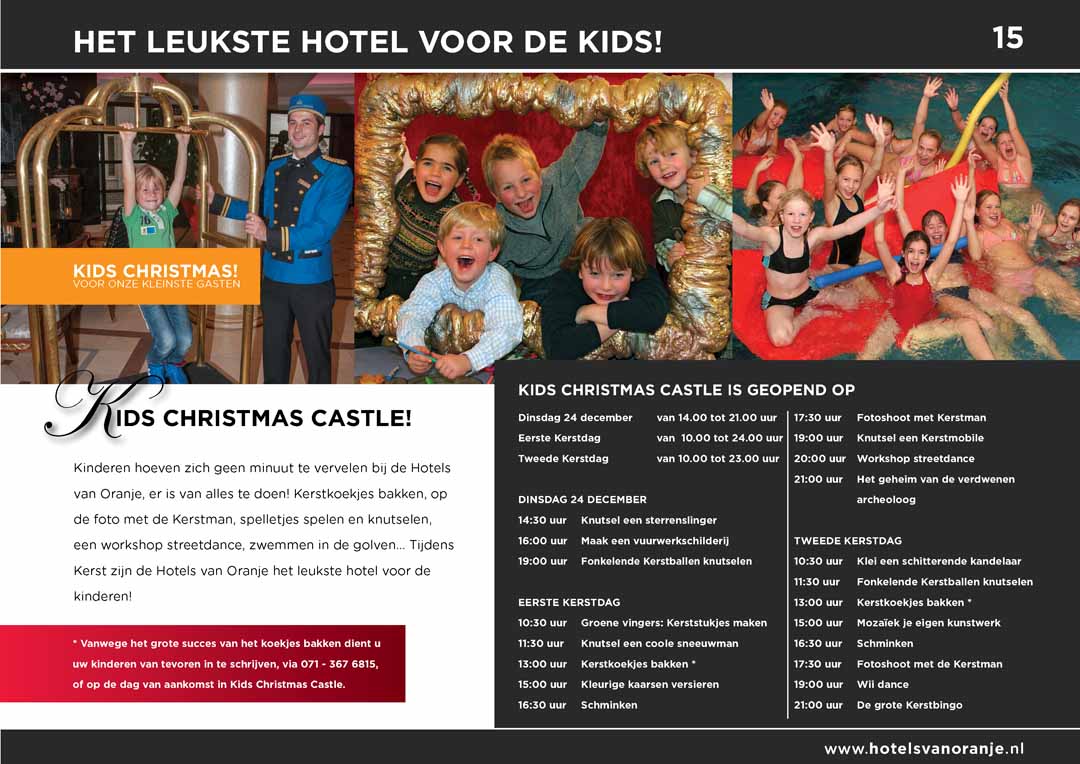 HET LEUKSTE HOTEL VOOR DE KIDS!
15
KIDS CHRISTMAS!
VOOR ONZE KLEINSTE GASTEN
KIDS CHRISTMAS CASTLE!
Kinderen hoeven zich geen minuut te vervelen bij de Hotels
van Oranje, er is van alles te doen! Kerstkoekjes bakken, op
de foto met de Kerstman, spelletjes spelen en knutselen,
een workshop streetdance, zwemmen in de golven... Tijdens
Kerst zijn de Hotels van Oranje het leukste hotel voor de
kinderen!
* Vanwege het grote succes van het koekjes bakken dient u
uw kinderen van tevoren in te schrijven, via 071 - 367 6815,
of op de dag van aankomst in Kids Christmas Castle.
KIDS CHRISTMAS CASTLE IS GEOPEND OP
Dinsdag 24 december van 14.00 tot 21.00 uur
Eerste Kerstdag van 10.00 tot 24.00 uur
Tweede Kerstdag van 10.00 tot 23.00 uur
DINSDAG 24 DECEMBER
14:30 uur Knutsel een sterrenslinger
16:00 uur Maak een vuurwerkschilderij
19:00 uur Fonkelende Kerstballen knutselen
EERSTE KERSTDAG
10:30 uur Groene vingers: Kerststukjes maken
11:30 uur Knutsel een coole sneeuwman
13:00 uur Kerstkoekjes bakken *
15:00 uur Kleurige kaarsen versieren
16:30 uur Schminken
17:30 uur Fotoshoot met Kerstman
19:00 uur Knutsel een Kerstmobile
20:00 uur Workshop streetdance
21:00 uur Het geheim van de verdwenen
archeoloog
TWEEDE KERSTDAG
10:30 uur Klei een schitterende kandelaar
11:30 uur Fonkelende Kerstballen knutselen
13:00 uur Kerstkoekjes bakken *
15:00 uur Mozaïek je eigen kunstwerk
16:30 uur Schminken
17:30 uur Fotoshoot met de Kerstman
19:00 uur Wii dance
21:00 uur De grote Kerstbingo
www.hotelsvanoranje.nl